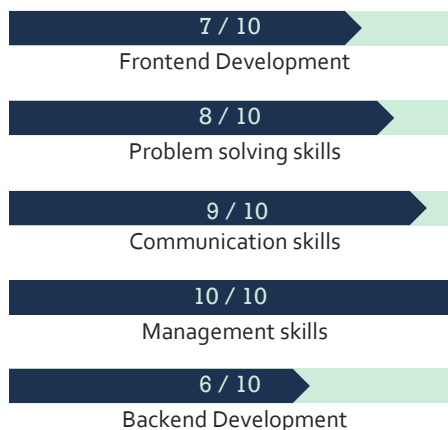 7 / 10
Frontend Development
8 / 10
Problem solving skills
9 / 10
Communication skills
10 / 10
Management skills
6 / 10
Backend Development